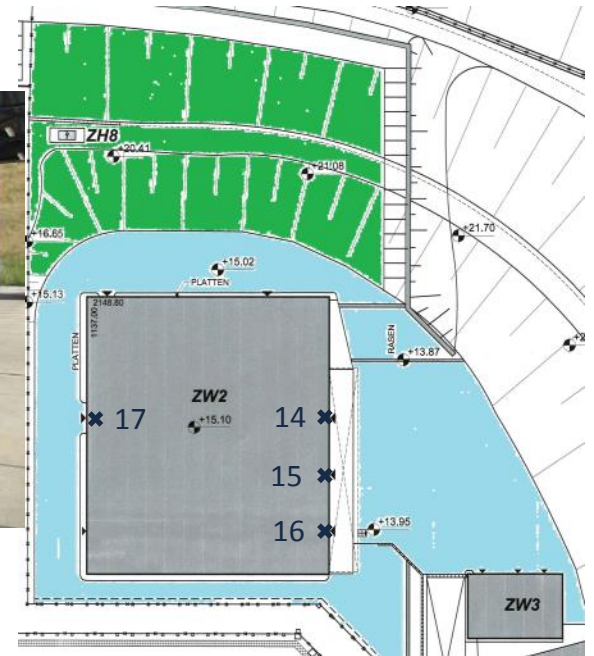 ZH8
+20.41
+21.08
+16.65
+21.70
+15.02
+15.13
PLATTEN
2148.80
1137.00
PLATTEN
RASEN
+13.87
ZW2
17
+15.10
14
15
16
+13.95
ZW3